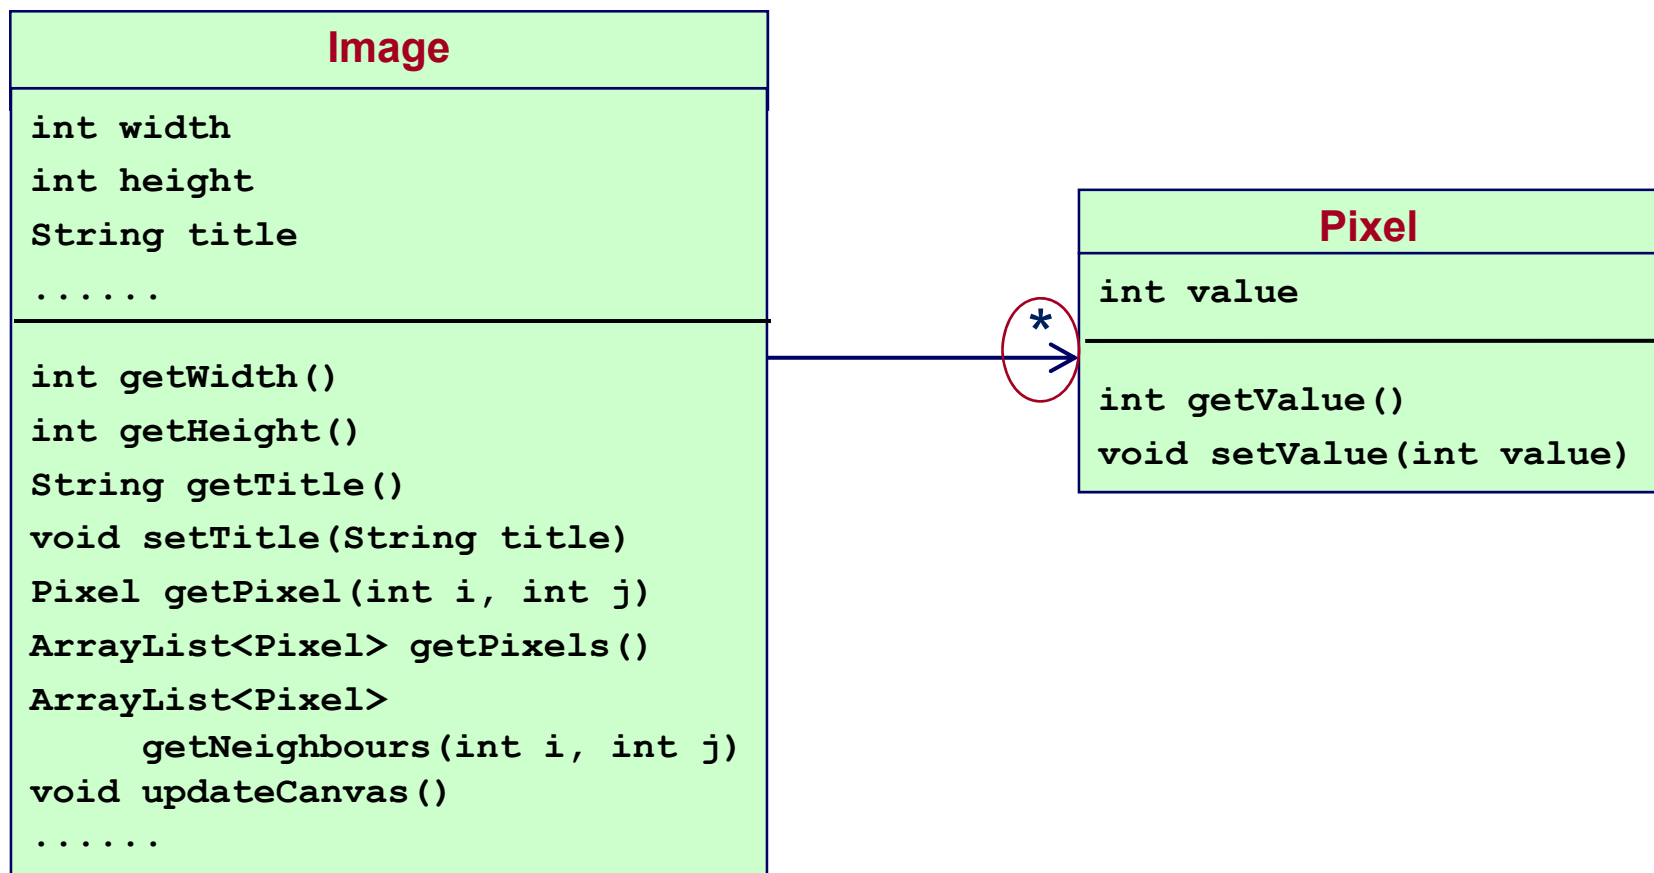 Image
int width
int height
String title
......
int getWidth()
int getHeight()
String getTitle()
void setTitle(String title)
Pixel getPixel(int i, int j)
ArrayList<Pixel> getPixels()
ArrayList<Pixel>
getNeighbours(int i, int j)
void updateCanvas()
......
*
Pixel
int value
int getValue()
void setValue(int value)